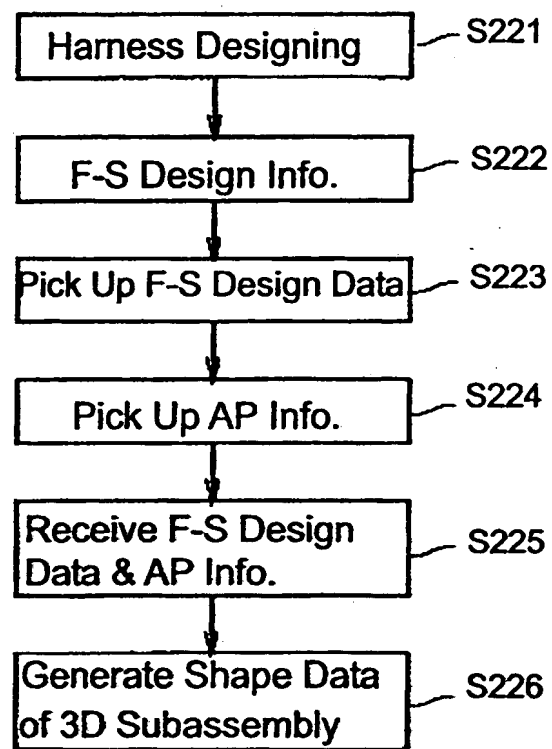 Harness Designing
S221
F-S Design Info.
S222
Pick Up F-S Design Data
S223
Pick Up AP Info.
S224
Receive F-S Design
Data & AP Info.
S225
Generate Shape Data
of 3D Subassembly
S226